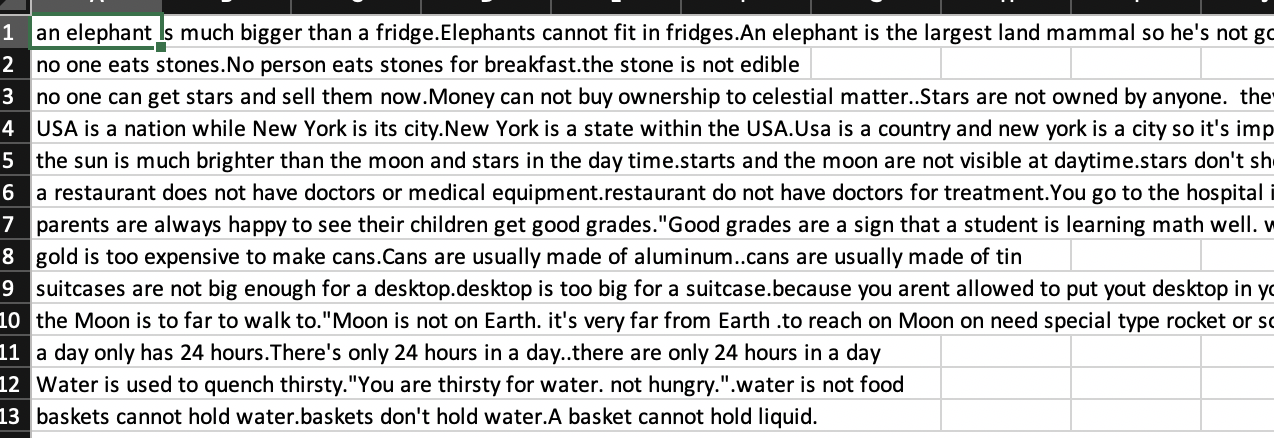 1 an elephant is much bigger than a fridge.Elephants cannot fit in fridges.An elephant is the largest land mammal so he's not go
2 no one eats stones.No person eats stones for breakfast.the stone is not edible
3 no one can get stars and sell them now.Money can not buy ownership to celestial matter..Stars are not owned by anyone.  they
4 USA is a nation while New York is its city.New York is a state within the USA.Usa is a country and new york is a city so it's imp
5 the sun is much brighter than the moon and stars in the day time.starts and the moon are not visible at daytime.stars don't sh
6 a restaurant does not have doctors or medical equipment.restaurant do not have doctors for treatment.You go to the hospital i
7 parents are always happy to see their children get good grades."Good grades are a sign that a student is learning math well. w
8 gold is too expensive to make cans.Cans are usually made of aluminum..cans are usually made of tin
9 suitcases are not big enough for a desktop.desktop is too big for a suitcase.because you arent allowed to put yout desktop in yo
10 the Moon is to far to walk to."Moon is not on Earth. it's very far from Earth .to reach on Moon on need special type rocket or so
11 a day only has 24 hours.There's only 24 hours in a day..there are only 24 hours in a day
12 Water is used to quench thirsty."You are thirsty for water. not hungry.".water is not food
13 baskets cannot hold water.baskets don't hold water.A basket cannot hold liquid.